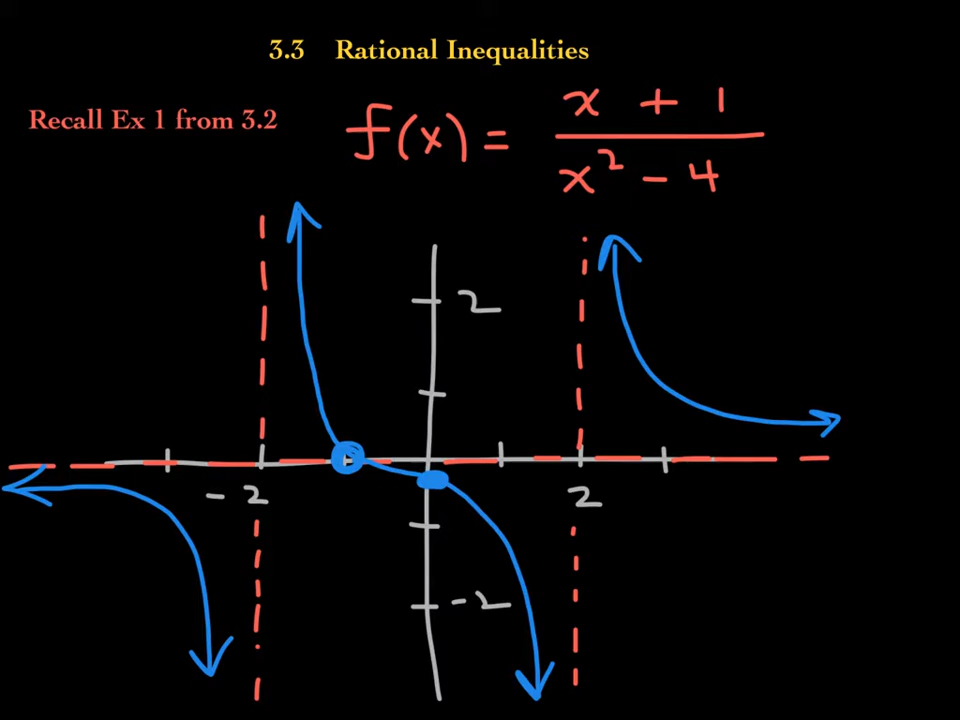 3.3 Rational Inequalities
Recall Ex 1 from 3.2
f(x) = x + 1 / x² - 4
2
-2
2
-2